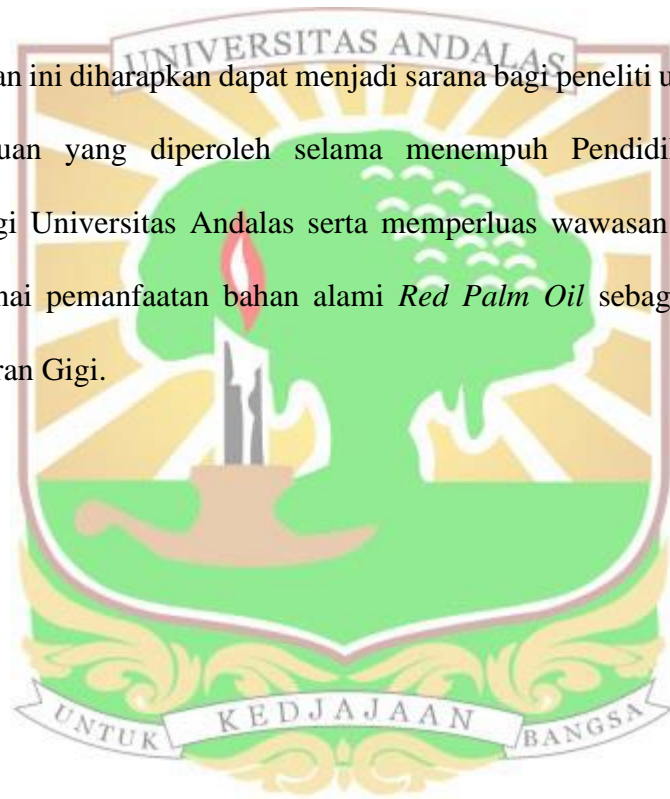 UNIVERSITAS ANDALAS
an ini diharapkan dapat menjadi sarana bagi peneliti u
uan yang diperoleh selama menempuh Pendidi
gi Universitas Andalas serta memperluas wawasan
nai pemanfaatan bahan alami Red Palm Oil sebag
ran Gigi.
UNTUK KEDJAJAAN BANGSA